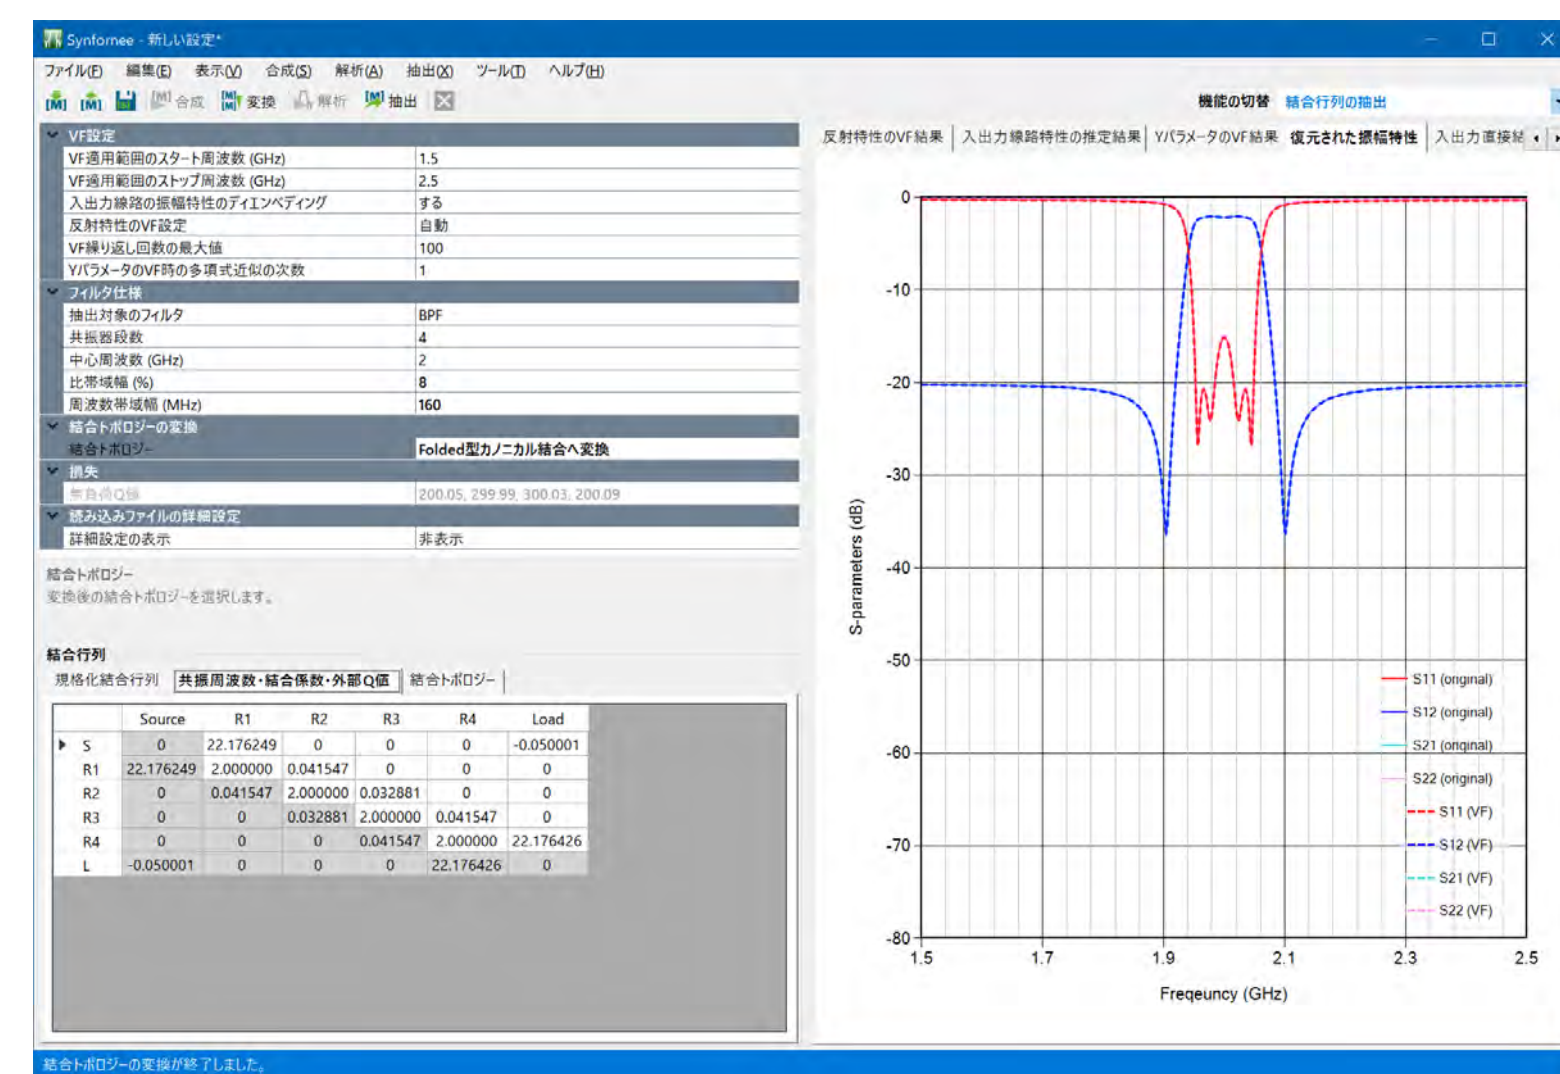 Synfornee - 新しい設定*
ファイル(F) 編集(E) 表示(V) 合成(S) 解析(A) 抽出(X) ツール(T) ヘルプ(H)
[M] [M] [M] 合成 [M] 変換 解析 [M] 抽出
機能の切替 結合行列の抽出
VF設定
VF適用範囲のスタート周波数 (GHz) 1.5
VF適用範囲のストップ周波数 (GHz) 2.5
入出力線路の振幅特性のディエンベディング する
反射特性のVF設定 自動
VF繰り返し回数の最大値 100
Yパラメータの VF時の多項式近似の次数 1
フィルタ仕様
抽出対象のフィルタ BPF
共振器段数 4
中心周波数 (GHz) 2
比帯域幅 (%) 8
周波数帯域幅 (MHz) 160
結合トポロジーの変換
結合トポロジー Folded型カノニカル結合へ変換
損失
無負荷Q値 200.05, 299.99, 300.03, 200.09
読み込みファイルの詳細設定
詳細設定の表示 非表示
結合トポロジー
変換後の結合トポロジーを選択します。
結合行列
規格化結合行列 共振周波数・結合係数・外部Q値 結合トポロジー
Source R1 R2 R3 R4 Load
S 0 22.176249 0 0 0 -0.050001
R1 22.176249 2.000000 0.041547 0 0 0
R2 0 0.041547 2.000000 0.032881 0 0
R3 0 0 0.032881 2.000000 0.041547 0
R4 0 0 0 0.041547 2.000000 22.176426
L -0.050001 0 0 0 22.176426 0
結合トポロジーの変換が終了しました。
反射特性のVF結果 入出力線路特性の推定結果 YパラメータのVF結果 復元された振幅特性 入出力直接結
0
-10
-20
-30
-40
-50
-60
-70
-80
S-parameters (dB)
1.5 1.7 1.9 2.1 2.3 2.5
Freqeuncy (GHz)
S11 (original)
S12 (original)
S21 (original)
S22 (original)
S11 (VF)
S12 (VF)
S21 (VF)
S22 (VF)